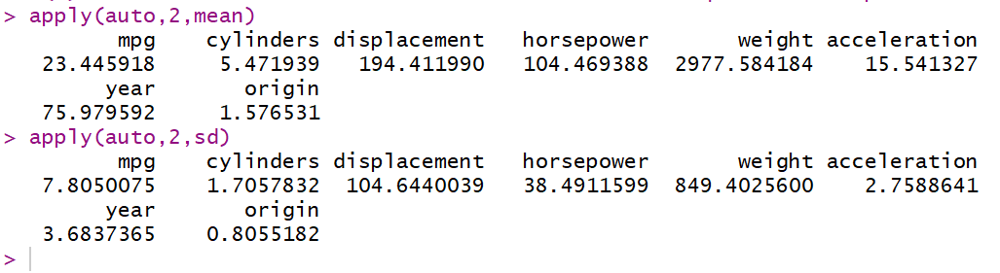 > apply(auto,2,mean)
mpg cylinders displacement horsepower weight acceleration
23.445918 5.471939 194.411990 104.469388 2977.584184 15.541327
year origin
75.979592 1.576531
> apply(auto,2,sd)
mpg cylinders displacement horsepower weight acceleration
7.8050075 1.7057832 104.6440039 38.4911599 849.4025600 2.7588641
year origin
3.6837365 0.8055182
>